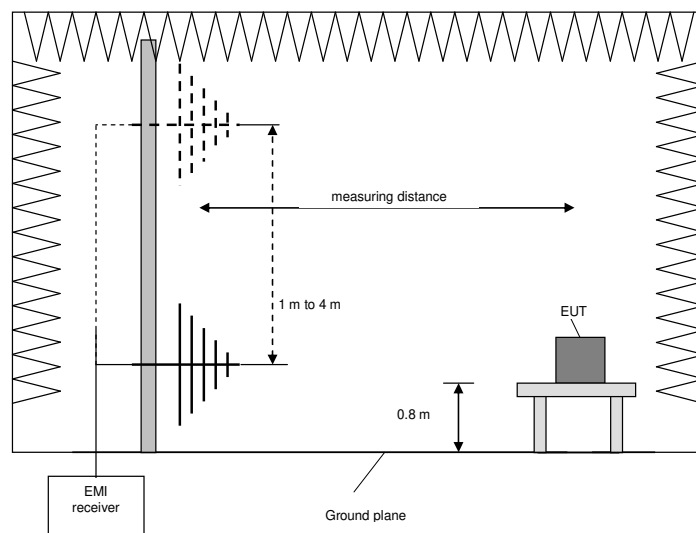 measuring distance
1 m to 4 m
EUT
0.8 m
EMI
receiver
Ground plane